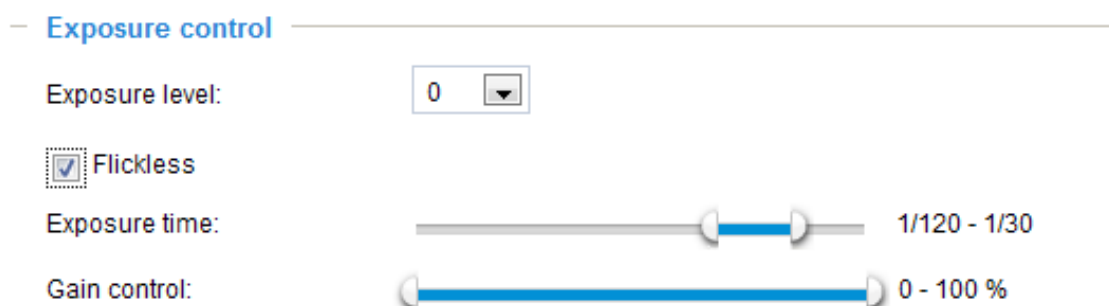 Exposure control
Exposure level: 0
Flickless
Exposure time: 1/120 - 1/30
Gain control: 0 - 100 %